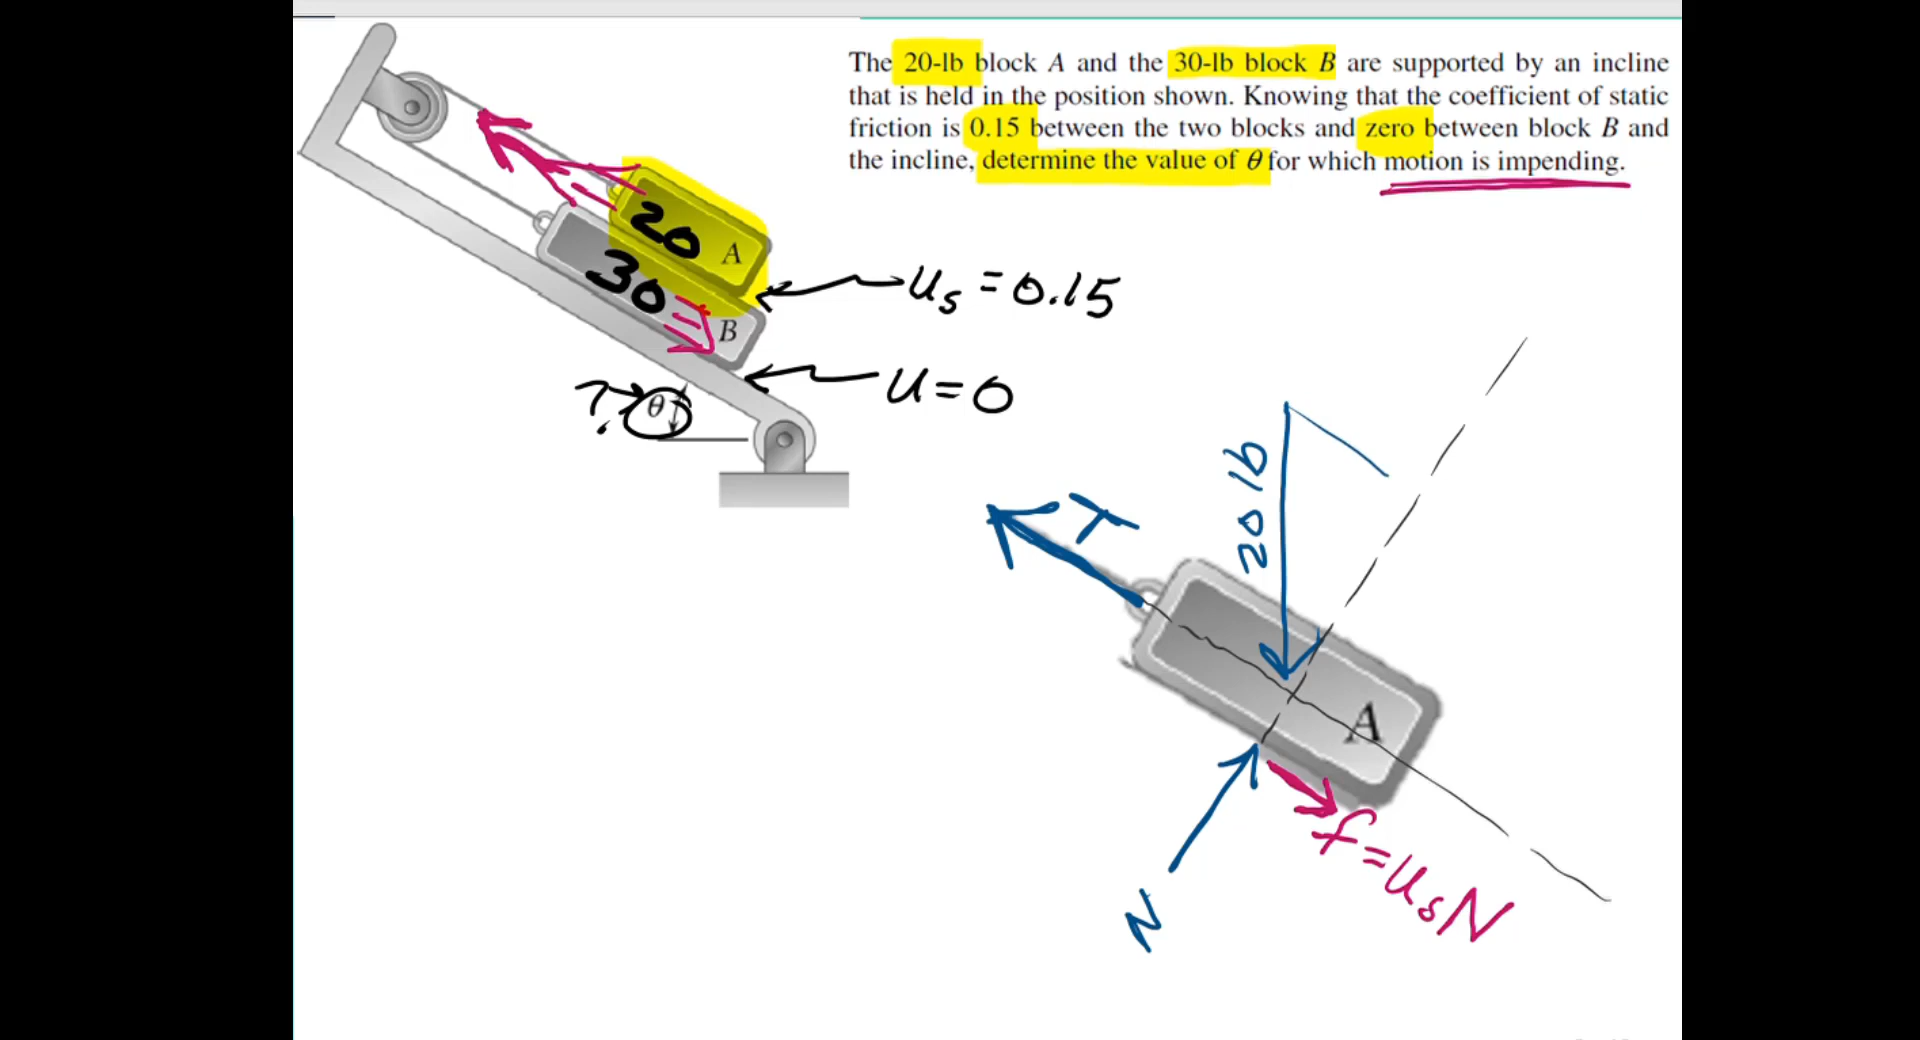 The 20-lb block A and the 30-lb block B are supported by an incline
that is held in the position shown. Knowing that the coefficient of static
friction is 0.15 between the two blocks and zero between block B and
the incline, determine the value of θ for which motion is impending.
20
A
30
B
us = 0.15
u = 0
?
θ
20 lb
T
A
f = usN
N